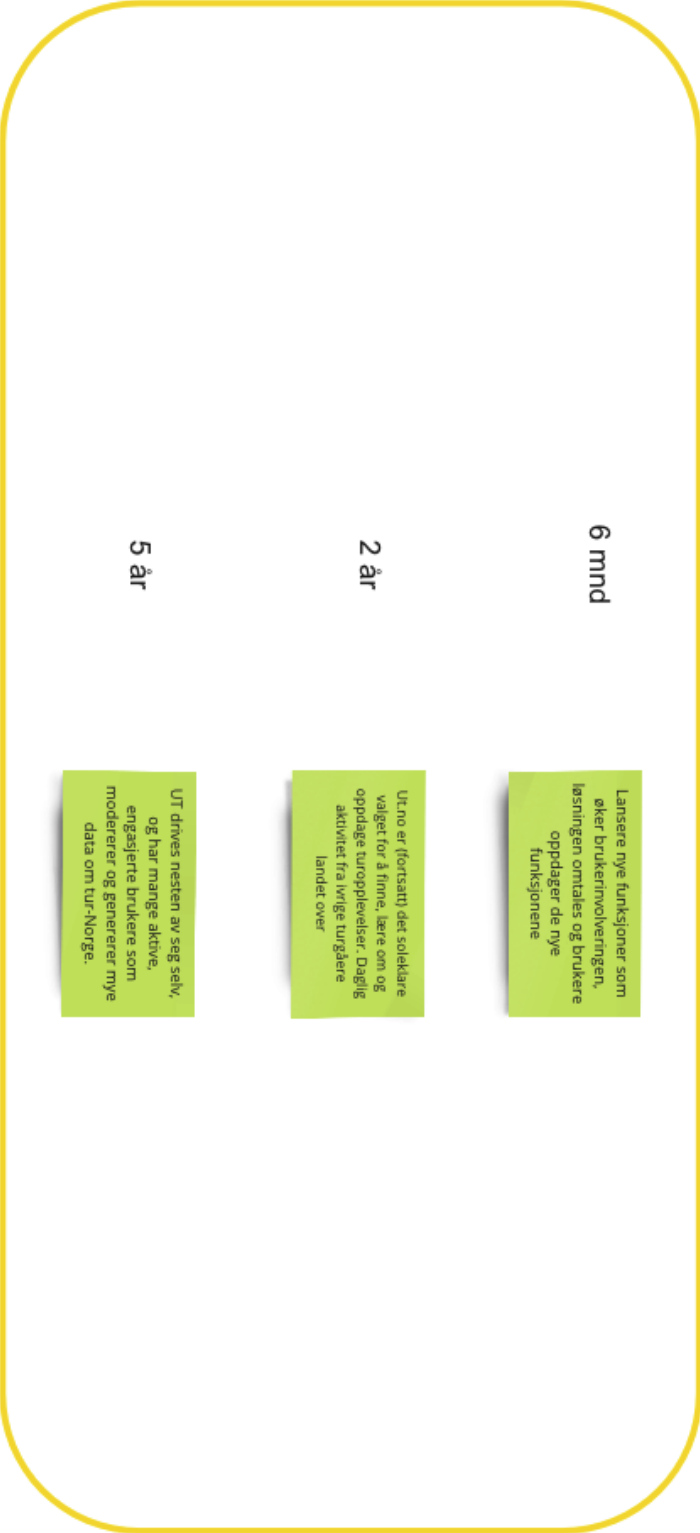 6 mnd
Lansere nye funksjoner som
øker brukerinvolveringen,
løsningen omtales og brukere
oppdager de nye
funksjonene
2 år
Ut.no er (fortsatt) det soleklare
valget for å finne, lære om og
oppdage turopplevelser. Daglig
aktivitet fra ivrige turgåere
landet over
5 år
UT drives nesten av seg selv,
og har mange aktive,
engasjerte brukere som
modererer og genererer mye
data om tur-Norge.